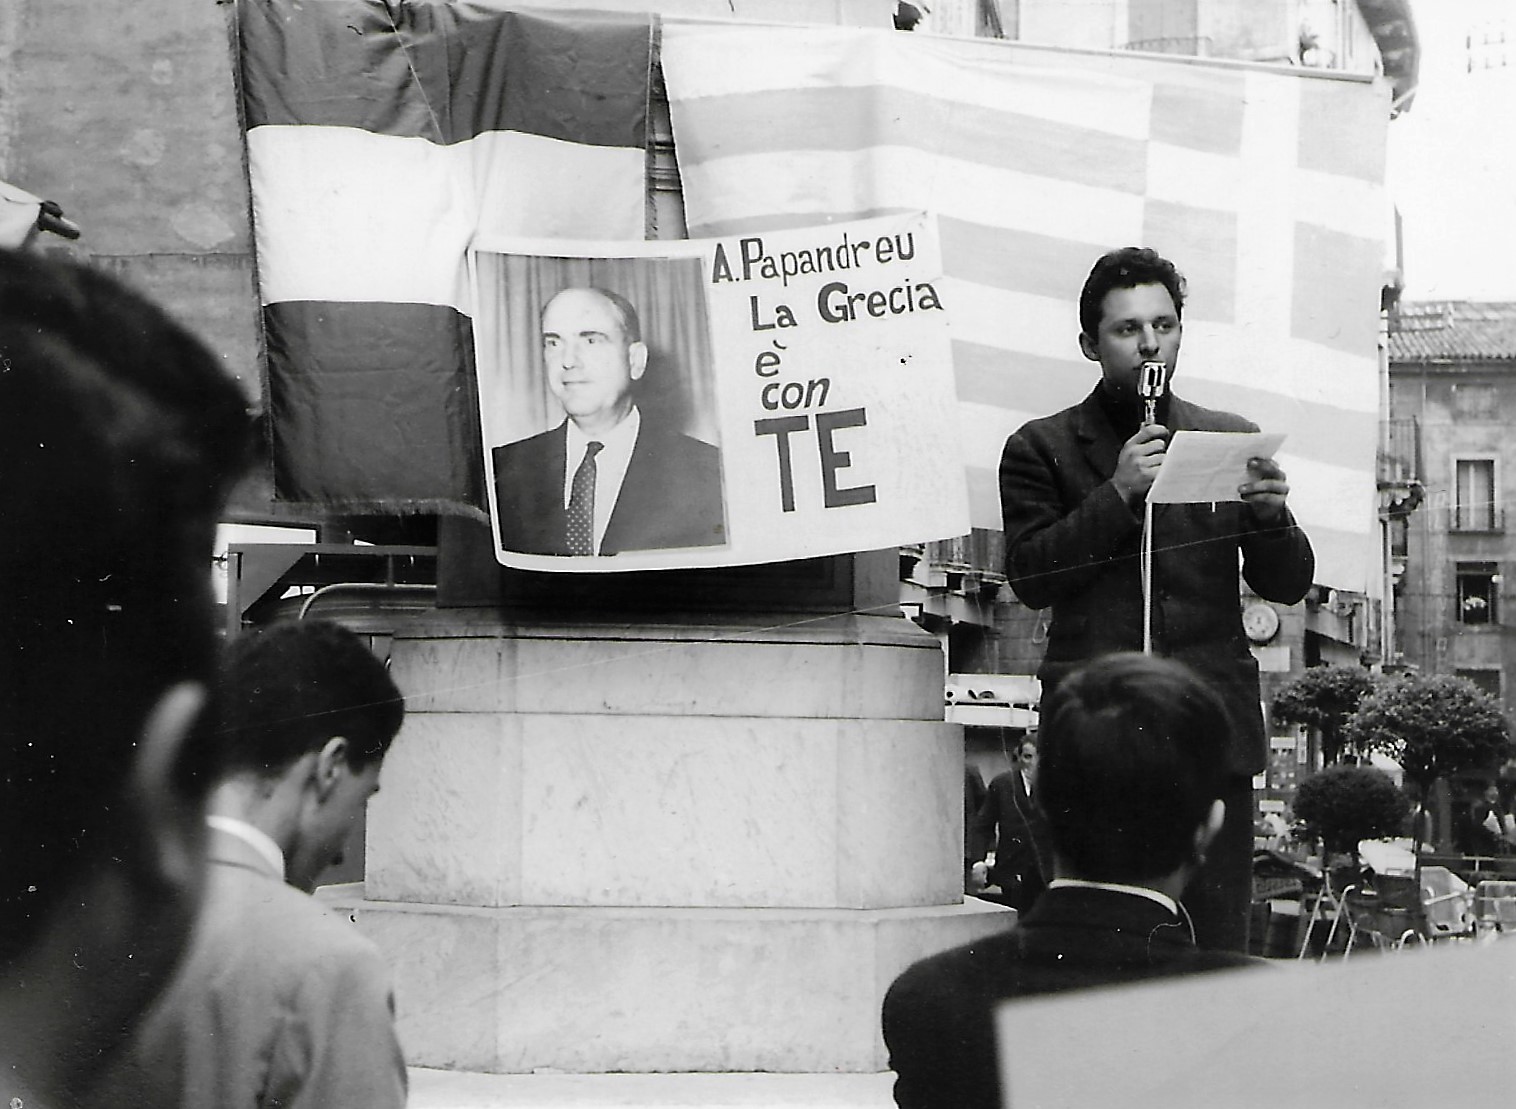 A.Papandreu
La Grecia
è
con
TE